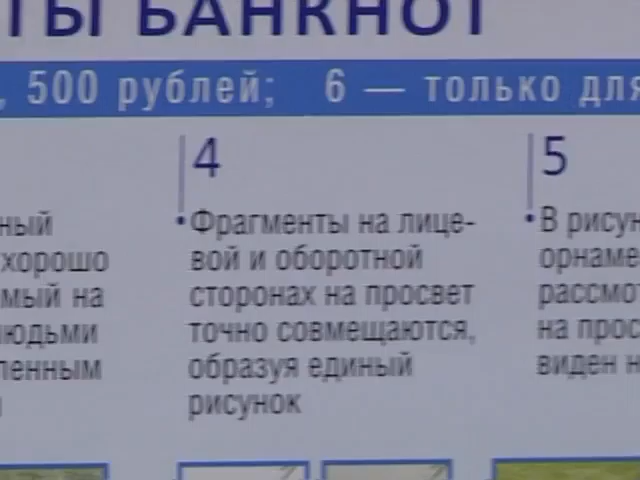 ТЫ БАНКНОТ
, 500 рублей; 6 — только для
4
Фрагменты на лице-
вой и оборотной
сторонах на просвет
точно совмещаются,
образуя единый
рисунок
5
В рисун
орнаме
рассмо
на прос
виден н
ный
хорошо
мый на
людьми
ленным